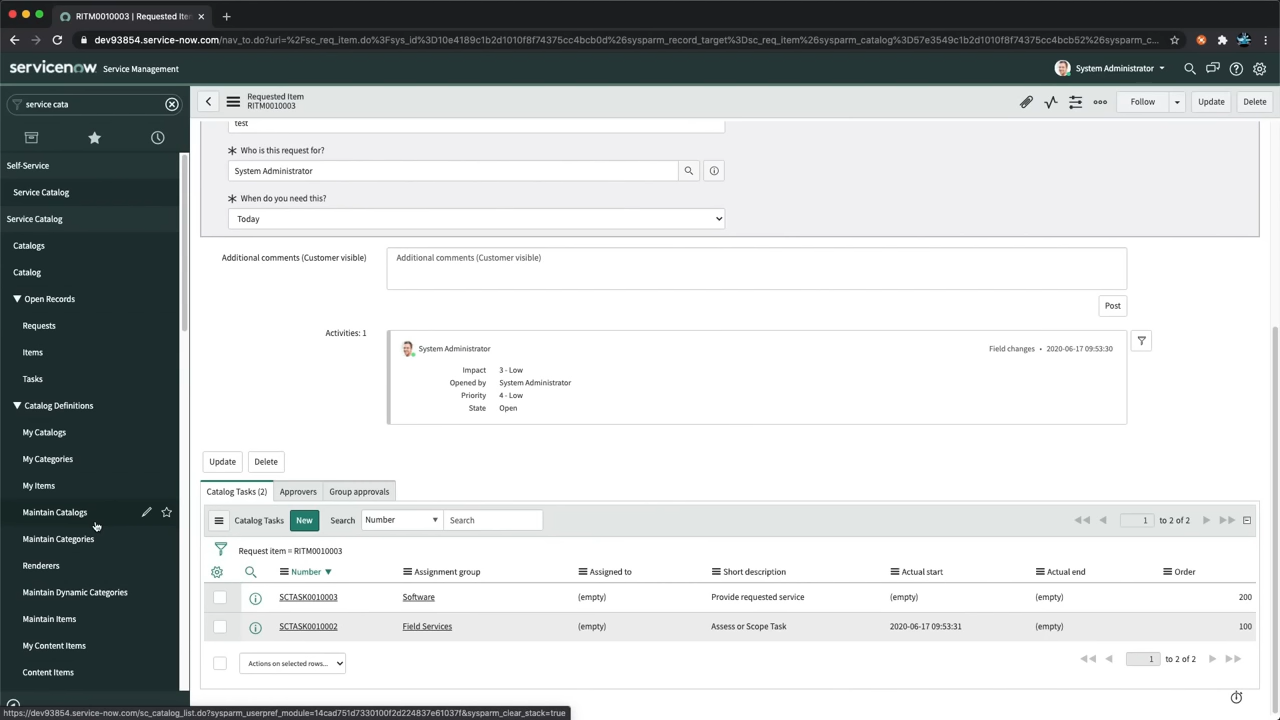 RITM0010003 | Requested Ite
dev93854.service-now.com/nav_to.do?uri=%2Fsc_req_item.do%3Fsys_id%3D10e4189c1b2d1010f8f74375cc4bcb0d%26sysparm_record_target%3Dsc_req_item%26sysparm_catalog%3D57e3549c1b2d1010f8f74375cc4bcb52%26sysparm_c...
servicenow Service Management
System Administrator
service cata
Requested Item
RITM0010003
Follow
Update
Delete
Self-Service
Service Catalog
Service Catalog
Catalogs
Catalog
Open Records
Requests
Items
Tasks
Catalog Definitions
My Catalogs
My Categories
My Items
Maintain Catalogs
Maintain Categories
Renderers
Maintain Dynamic Categories
Maintain Items
My Content Items
Content Items
test
Who is this request for?
System Administrator
When do you need this?
Today
Additional comments (Customer visible)
Additional comments (Customer visible)
Post
Activities: 1
System Administrator
Field changes • 2020-06-17 09:53:30
Impact 3 - Low
Opened by System Administrator
Priority 4 - Low
State Open
Update
Delete
Catalog Tasks (2)
Approvers
Group approvals
Catalog Tasks New Search Number Search
1 to 2 of 2
Request item = RITM0010003
Number Assignment group Assigned to Short description Actual start Actual end Order
SCTASK0010003 Software (empty) Provide requested service (empty) (empty) 200
SCTASK0010002 Field Services (empty) Assess or Scope Task 2020-06-17 09:53:31 (empty) 100
Actions on selected rows...
1 to 2 of 2
https://dev93854.service-now.com/sc_catalog_list.do?sysparm_userpref_module=14cad751d7330100f2d224837e61037f&sysparm_clear_stack=true